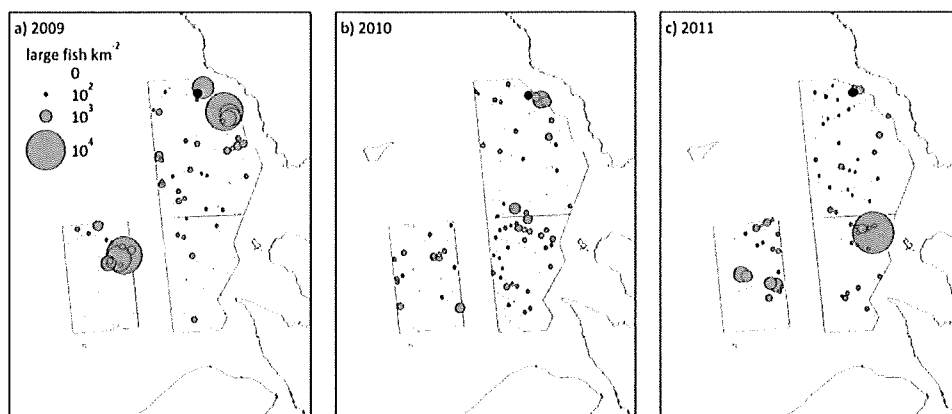 a) 2009
large fish km⁻²
0
10²
10³
10⁴
b) 2010
c) 2011